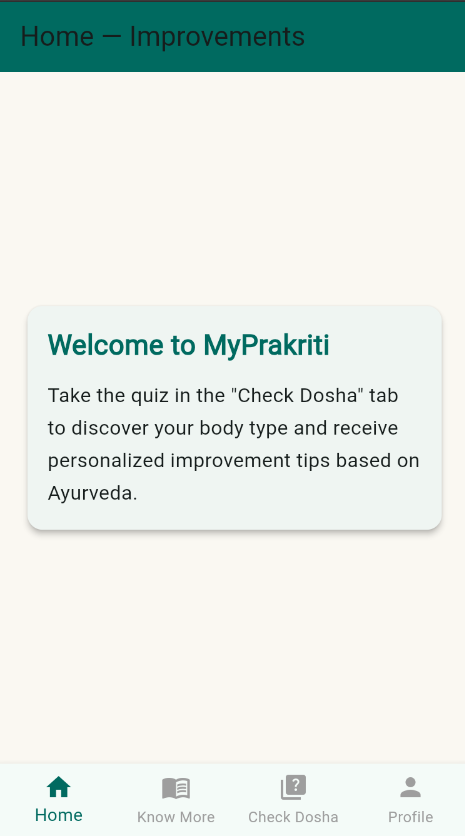 Home — Improvements
Welcome to MyPrakriti
Take the quiz in the "Check Dosha" tab
to discover your body type and receive
personalized improvement tips based on
Ayurveda.
Home
Know More
Check Dosha
Profile